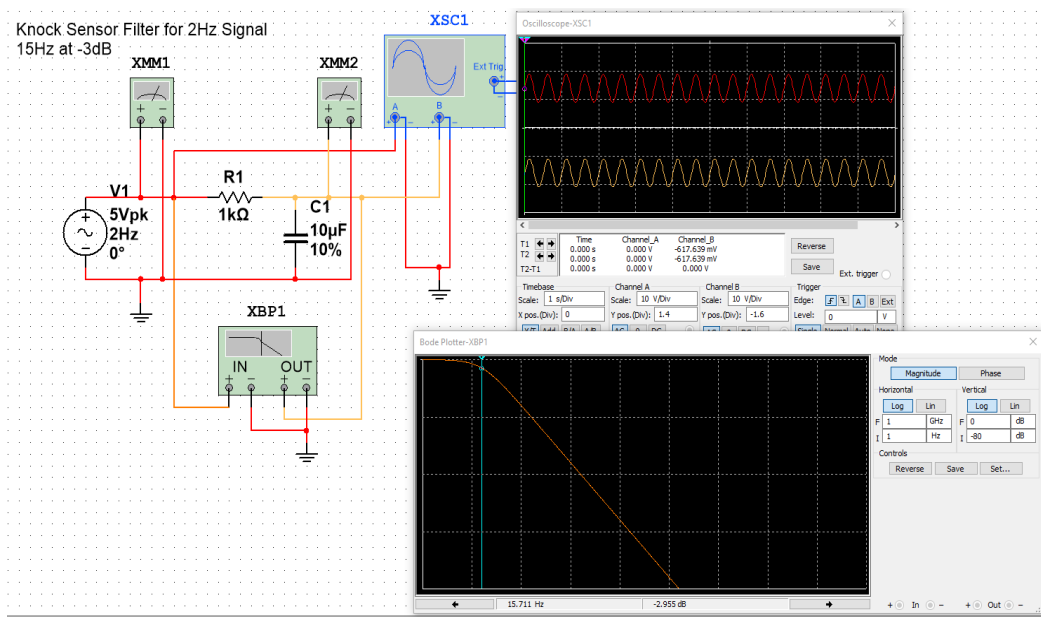 Knock Sensor Filter for 2Hz Signal
15Hz at -3dB
XMM1
XMM2
XSC1
Ext Trig
A
B
V1
5Vpk
2Hz
0°
R1
1kΩ
C1
10µF
10%
XBP1
IN
OUT
Oscilloscope-XSC1
Time Channel_A Channel_B
T1 0.000 s 0.000 V -617.639 mV
T2 0.000 s 0.000 V -617.639 mV
T2-T1 0.000 s 0.000 V 0.000 V
Reverse
Save
Ext. trigger
Timebase Channel A Channel B Trigger
Scale: 1 s/Div Scale: 10 V/Div Scale: 10 V/Div Edge: A B Ext
X pos.(Div): 0 Y pos.(Div): 1.4 Y pos.(Div): -1.6 Level: 0 V
Bode Plotter-XBP1
Mode
Magnitude Phase
Horizontal Vertical
Log Lin Log Lin
F 1 GHz F 0 dB
I 1 Hz I -80 dB
Controls
Reverse Save Set...
15.711 Hz -2.955 dB
+ In - + Out -